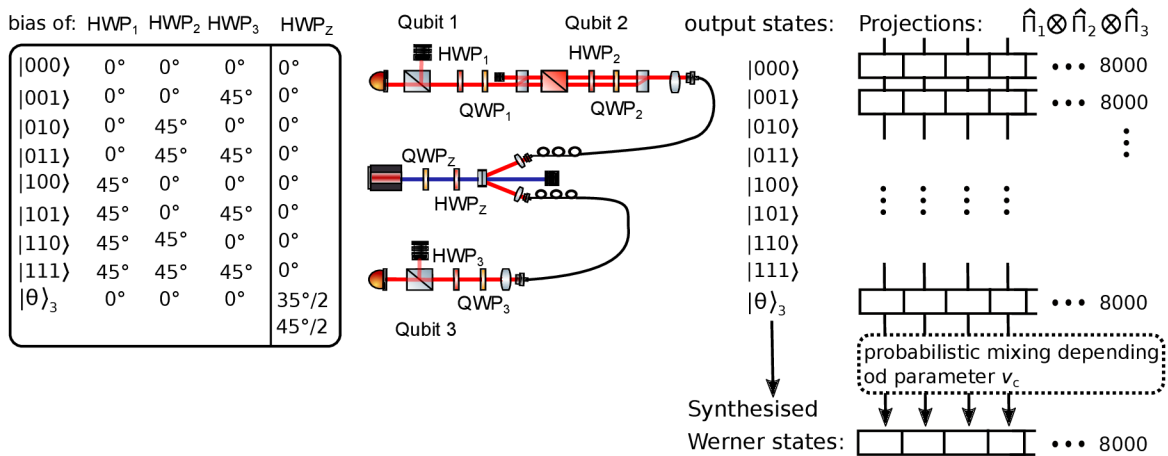 bias of: HWP₁ HWP₂ HWP₃ HWP_Z
|000⟩ 0° 0° 0° 0°
|001⟩ 0° 0° 45° 0°
|010⟩ 0° 45° 0° 0°
|011⟩ 0° 45° 45° 0°
|100⟩ 45° 0° 0° 0°
|101⟩ 45° 0° 45° 0°
|110⟩ 45° 45° 0° 0°
|111⟩ 45° 45° 45° 0°
|θ⟩₃ 0° 0° 0° 35°/2
45°/2
Qubit 1 Qubit 2
HWP₁ HWP₂
QWP₁ QWP₂
QWP_Z
HWP_Z
HWP₃
QWP₃
Qubit 3
output states:
|000⟩
|001⟩
|010⟩
|011⟩
|100⟩
|101⟩
|110⟩
|111⟩
|θ⟩₃
Synthesised
Werner states:
Projections: Π̂₁⊗Π̂₂⊗Π̂₃
••• 8000
••• 8000
••• 8000
probabilistic mixing depending
od parameter v_c
••• 8000